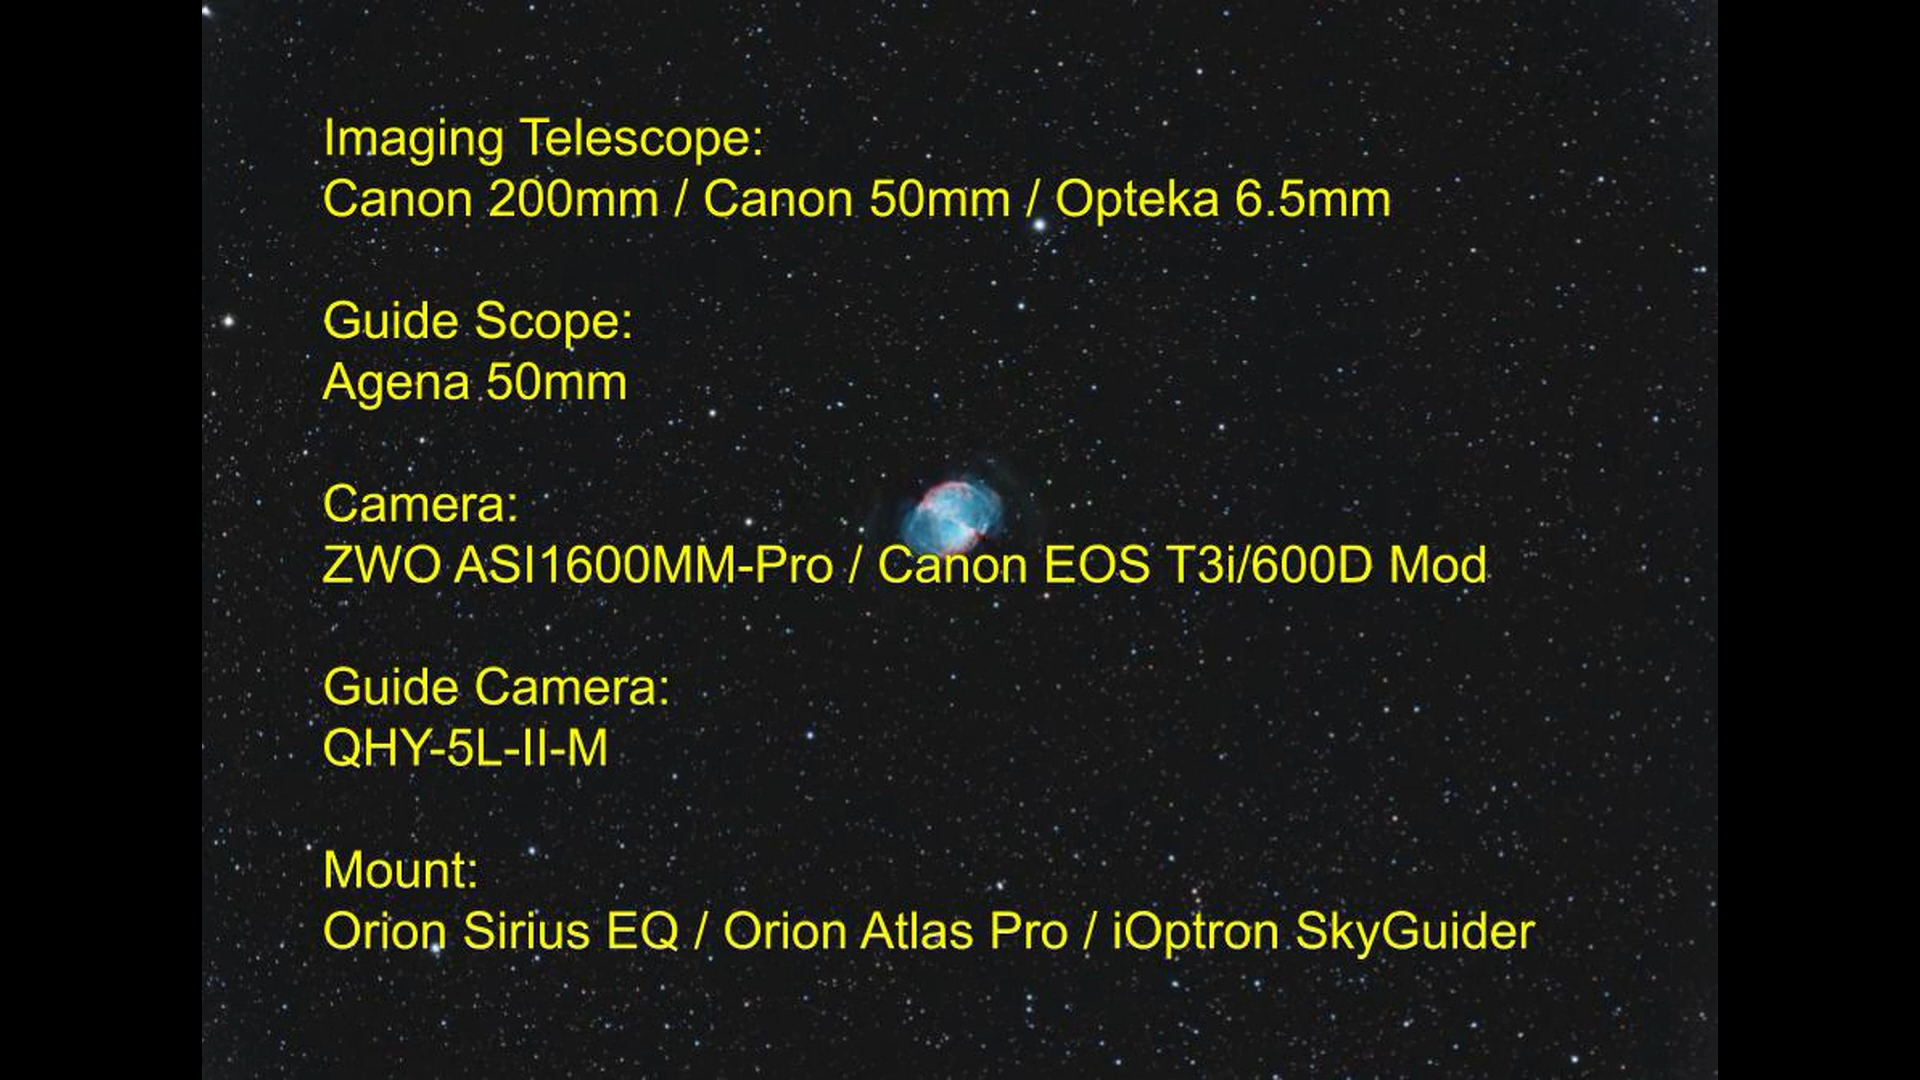 Imaging Telescope:
Canon 200mm / Canon 50mm / Opteka 6.5mm
Guide Scope:
Agena 50mm
Camera:
ZWO ASI1600MM-Pro / Canon EOS T3i/600D Mod
Guide Camera:
QHY-5L-II-M
Mount:
Orion Sirius EQ / Orion Atlas Pro / iOptron SkyGuider